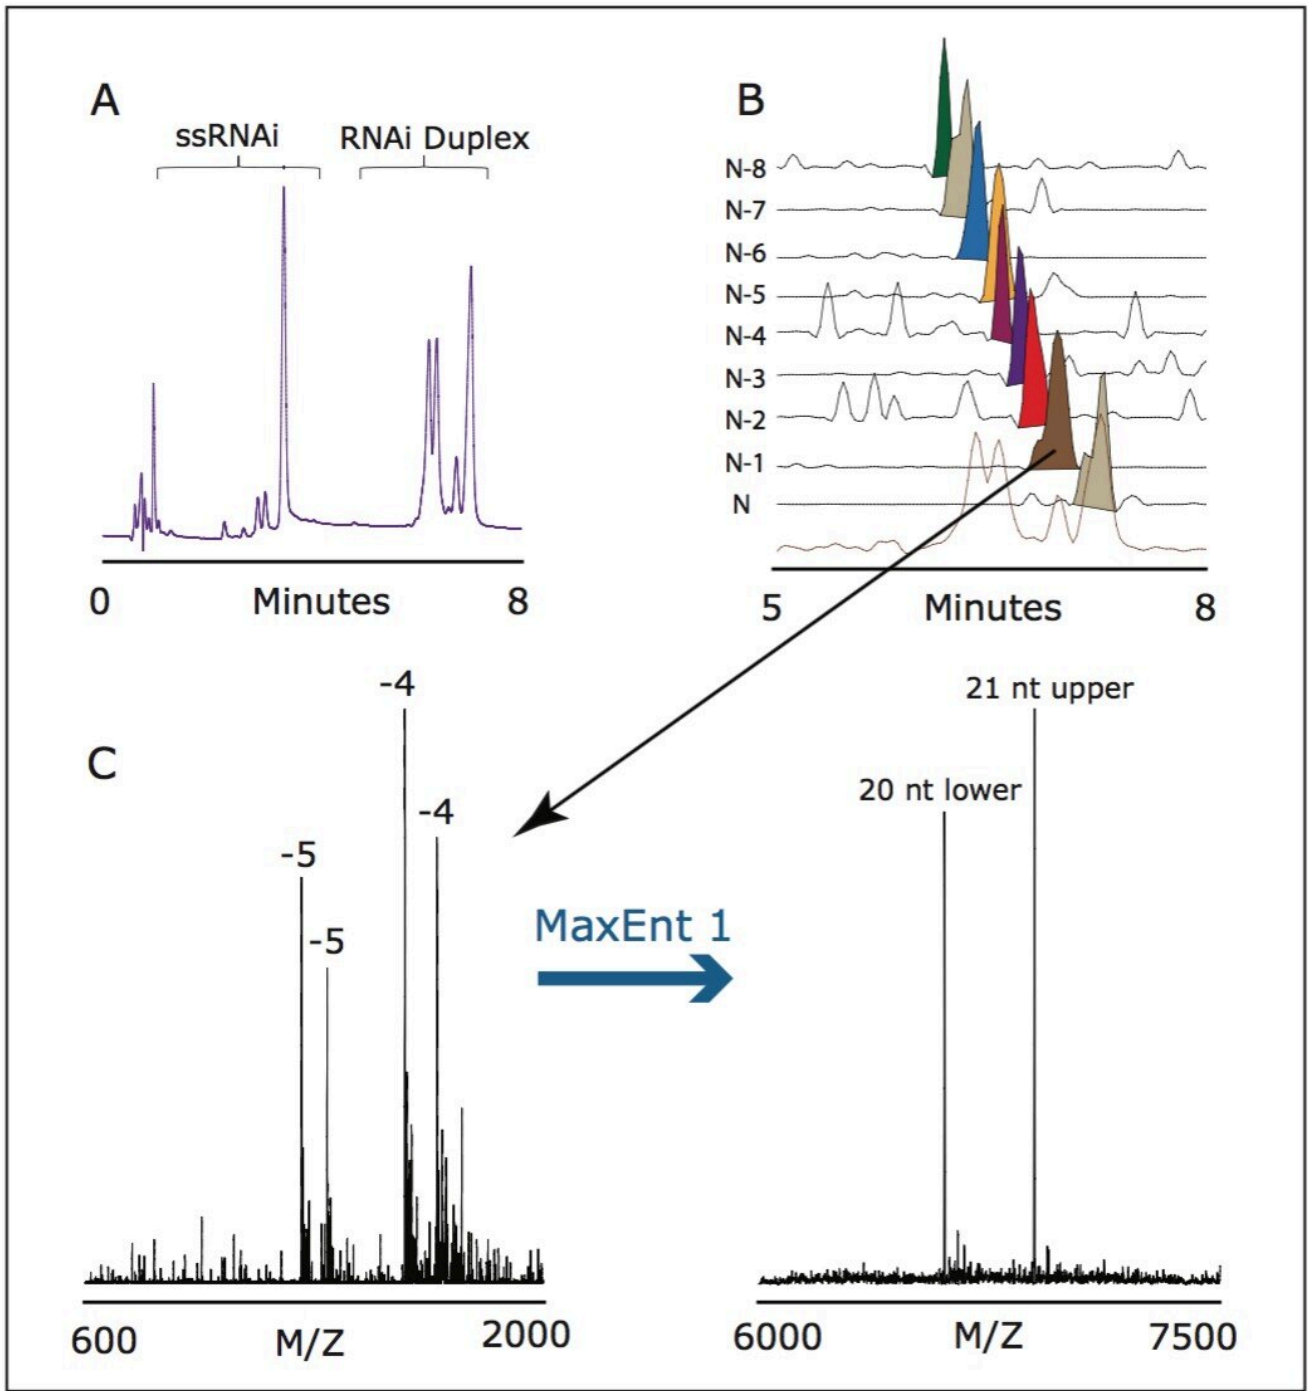 A
ssRNAi RNAi Duplex
0 Minutes 8
B
N-8
N-7
N-6
N-5
N-4
N-3
N-2
N-1
N
5 Minutes 8
C
-5
-5
-4
-4
600 M/Z 2000
MaxEnt 1
21 nt upper
20 nt lower
6000 M/Z 7500